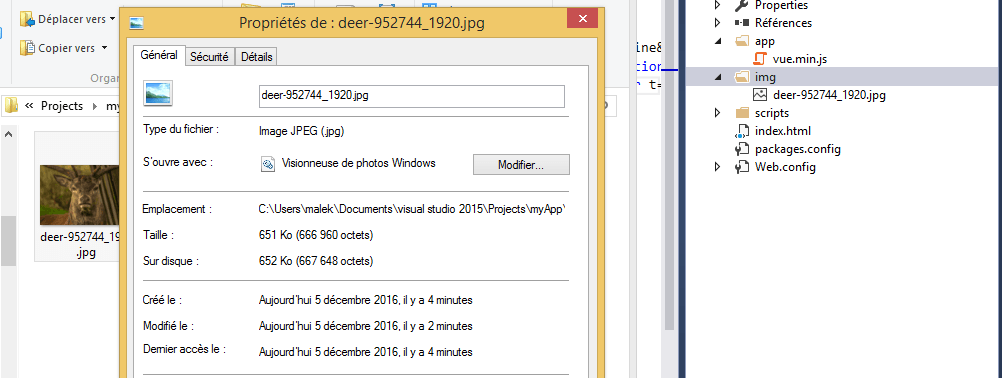 Déplacer vers
Copier vers
Organ
Projects
my
deer-952744_19
.jpg
Propriétés de : deer-952744_1920.jpg
Général
Sécurité
Détails
deer-952744_1920.jpg
Type du fichier :
Image JPEG (.jpg)
S'ouvre avec :
Visionneuse de photos Windows
Modifier...
Emplacement :
C:\Users\malek\Documents\visual studio 2015\Projects\myApp\
Taille :
651 Ko (666 960 octets)
Sur disque :
652 Ko (667 648 octets)
Créé le :
Aujourd'hui 5 décembre 2016, il y a 4 minutes
Modifié le :
Aujourd'hui 5 décembre 2016, il y a 2 minutes
Dernier accès le :
Aujourd'hui 5 décembre 2016, il y a 4 minutes
ine&
tion
t=
Properties
Références
app
vue.min.js
img
deer-952744_1920.jpg
scripts
index.html
packages.config
Web.config